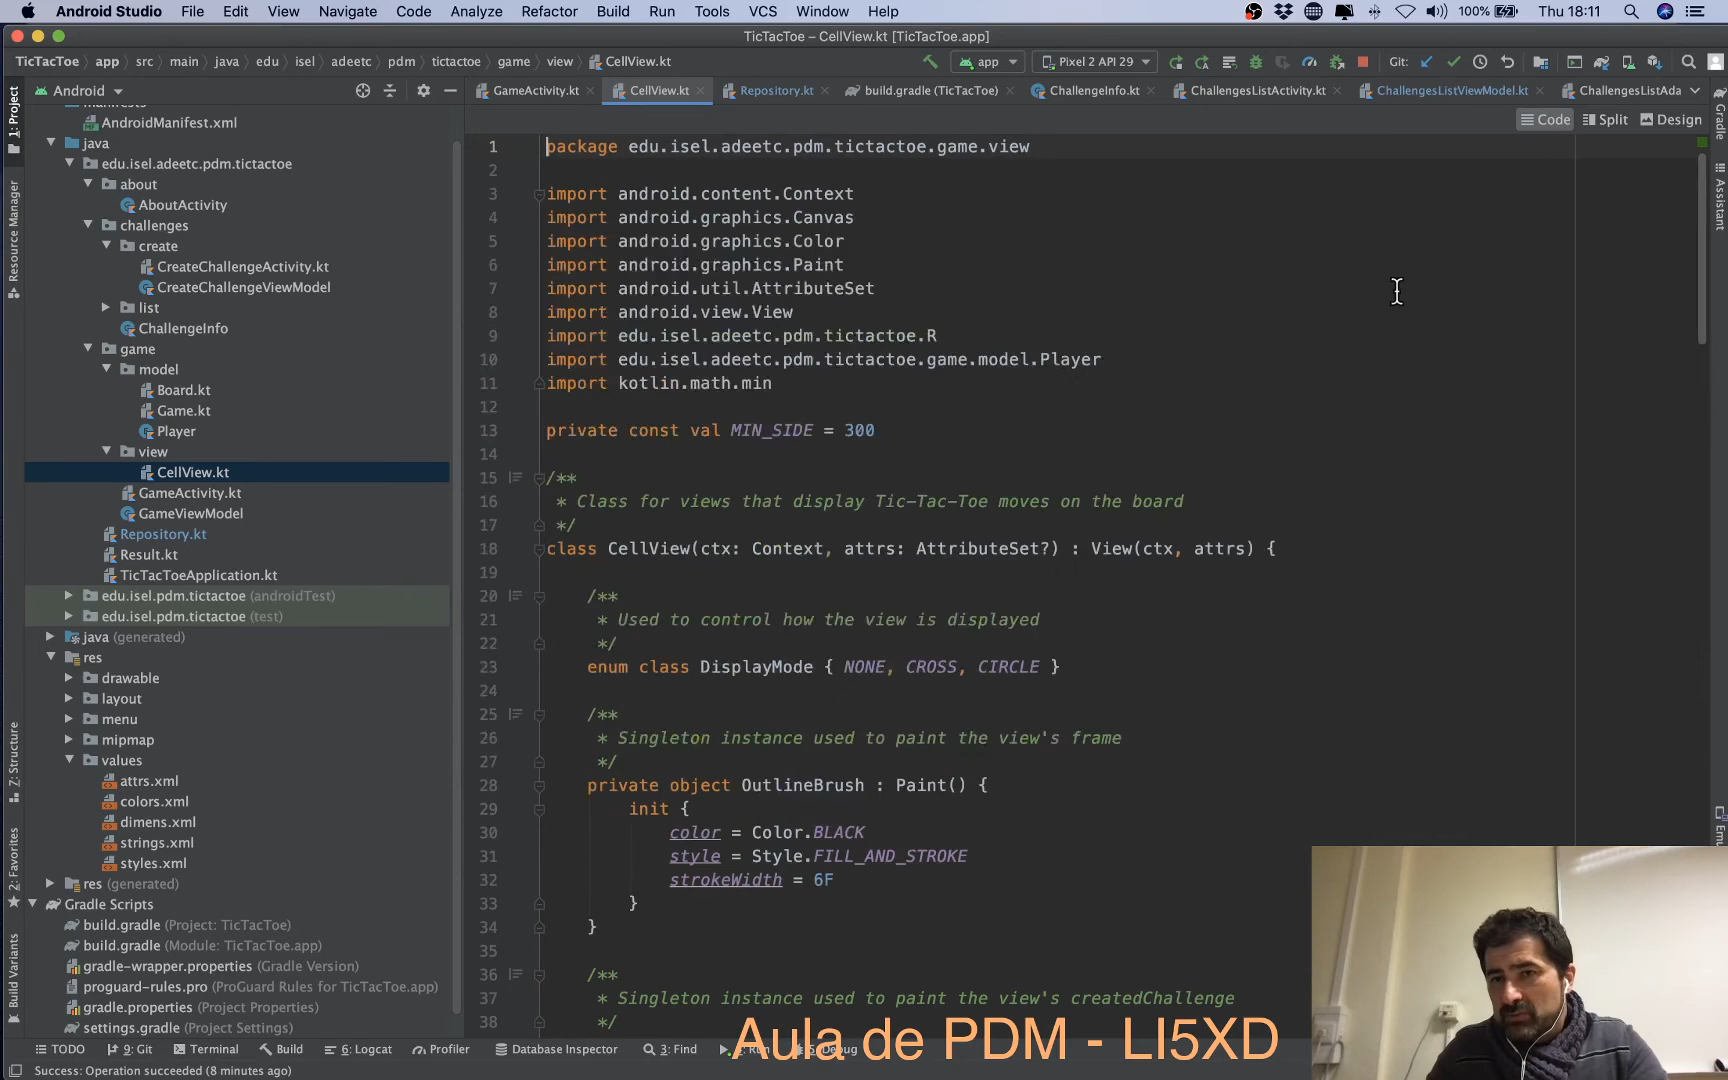 Android Studio File Edit View Navigate Code Analyze Refactor Build Run Tools VCS Window Help 100% Thu 18:11
TicTacToe – CellView.kt [TicTacToe.app]
TicTacToe app src main java edu isel adeetc pdm tictactoe game view CellView.kt app Pixel 2 API 29 Git:
Android GameActivity.kt CellView.kt Repository.kt build.gradle (TicTacToe) ChallengeInfo.kt ChallengesListActivity.kt ChallengesListViewModel.kt ChallengesListAda
Code Split Design
1: Project
Resource Manager
Z: Structure
2: Favorites
Build Variants
AndroidManifest.xml
java
edu.isel.adeetc.pdm.tictactoe
about
AboutActivity
challenges
create
CreateChallengeActivity.kt
CreateChallengeViewModel
list
ChallengeInfo
game
model
Board.kt
Game.kt
Player
view
CellView.kt
GameActivity.kt
GameViewModel
Repository.kt
Result.kt
TicTacToeApplication.kt
edu.isel.pdm.tictactoe (androidTest)
edu.isel.pdm.tictactoe (test)
java (generated)
res
drawable
layout
menu
mipmap
values
attrs.xml
colors.xml
dimens.xml
strings.xml
styles.xml
res (generated)
Gradle Scripts
build.gradle (Project: TicTacToe)
build.gradle (Module: TicTacToe.app)
gradle-wrapper.properties (Gradle Version)
proguard-rules.pro (ProGuard Rules for TicTacToe.app)
gradle.properties (Project Properties)
settings.gradle (Project Settings)
1 package edu.isel.adeetc.pdm.tictactoe.game.view
2
3 import android.content.Context
4 import android.graphics.Canvas
5 import android.graphics.Color
6 import android.graphics.Paint
7 import android.util.AttributeSet
8 import android.view.View
9 import edu.isel.adeetc.pdm.tictactoe.R
10 import edu.isel.adeetc.pdm.tictactoe.game.model.Player
11 import kotlin.math.min
12
13 private const val MIN_SIDE = 300
14
15 /**
16 * Class for views that display Tic-Tac-Toe moves on the board
17 */
18 class CellView(ctx: Context, attrs: AttributeSet?) : View(ctx, attrs) {
19
20 /**
21 * Used to control how the view is displayed
22 */
23 enum class DisplayMode { NONE, CROSS, CIRCLE }
24
25 /**
26 * Singleton instance used to paint the view's frame
27 */
28 private object OutlineBrush : Paint() {
29 init {
30 color = Color.BLACK
31 style = Style.FILL_AND_STROKE
32 strokeWidth = 6F
33 }
34 }
35
36 /**
37 * Singleton instance used to paint the view's createdChallenge
38 */
Gradle
Assistant
Aula de PDM - LI5XD
TODO 9: Git Terminal Build 6: Logcat Profiler Database Inspector 3: Find
Success: Operation succeeded (8 minutes ago)